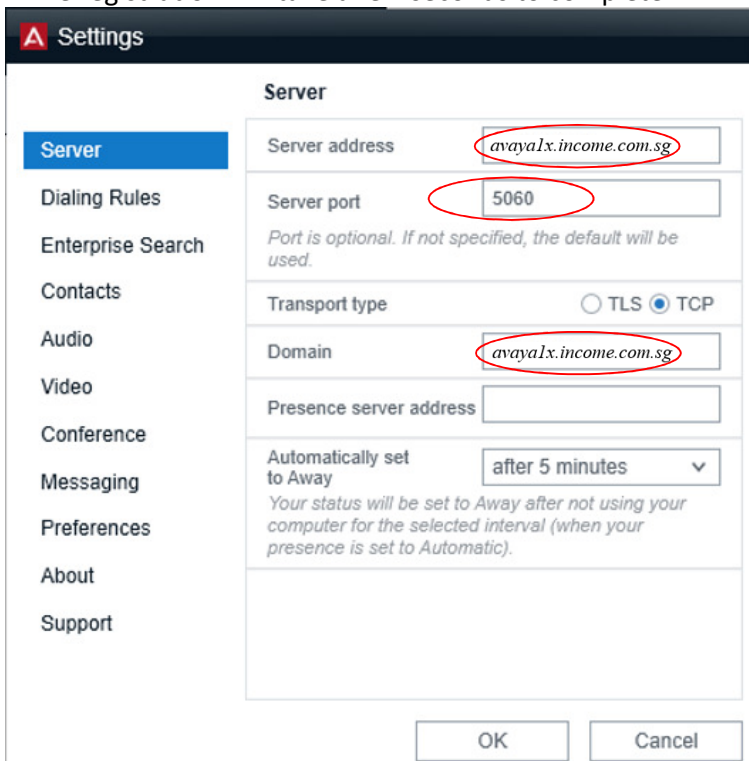 Settings
Server
Server
Dialing Rules
Enterprise Search
Contacts
Audio
Video
Conference
Messaging
Preferences
About
Support
Server address avaya1x.income.com.sg
Server port 5060
Port is optional. If not specified, the default will be
used.
Transport type TLS TCP
Domain avaya1x.income.com.sg
Presence server address
Automatically set
to Away after 5 minutes
Your status will be set to Away after not using your
computer for the selected interval (when your
presence is set to Automatic).
OK Cancel